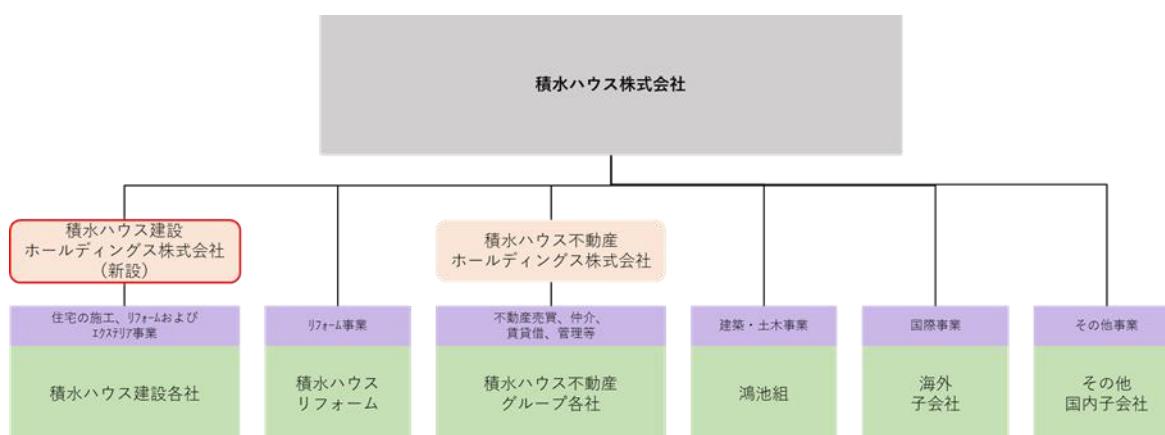 積水ハウス株式会社
積水ハウス建設
ホールディングス株式会社
(新設)
積水ハウス不動産
ホールディングス株式会社
住宅の施工、ﾘﾌｫｰﾑおよび
ｴｸｽﾃﾘｱ事業
ﾘﾌｫｰﾑ事業
不動産売買、仲介、
賃貸借、管理等
建築・土木事業
国際事業
その他事業
積水ハウス建設各社
積水ハウス
リフォーム
積水ハウス不動産
グループ各社
鴻池組
海外
子会社
その他
国内子会社